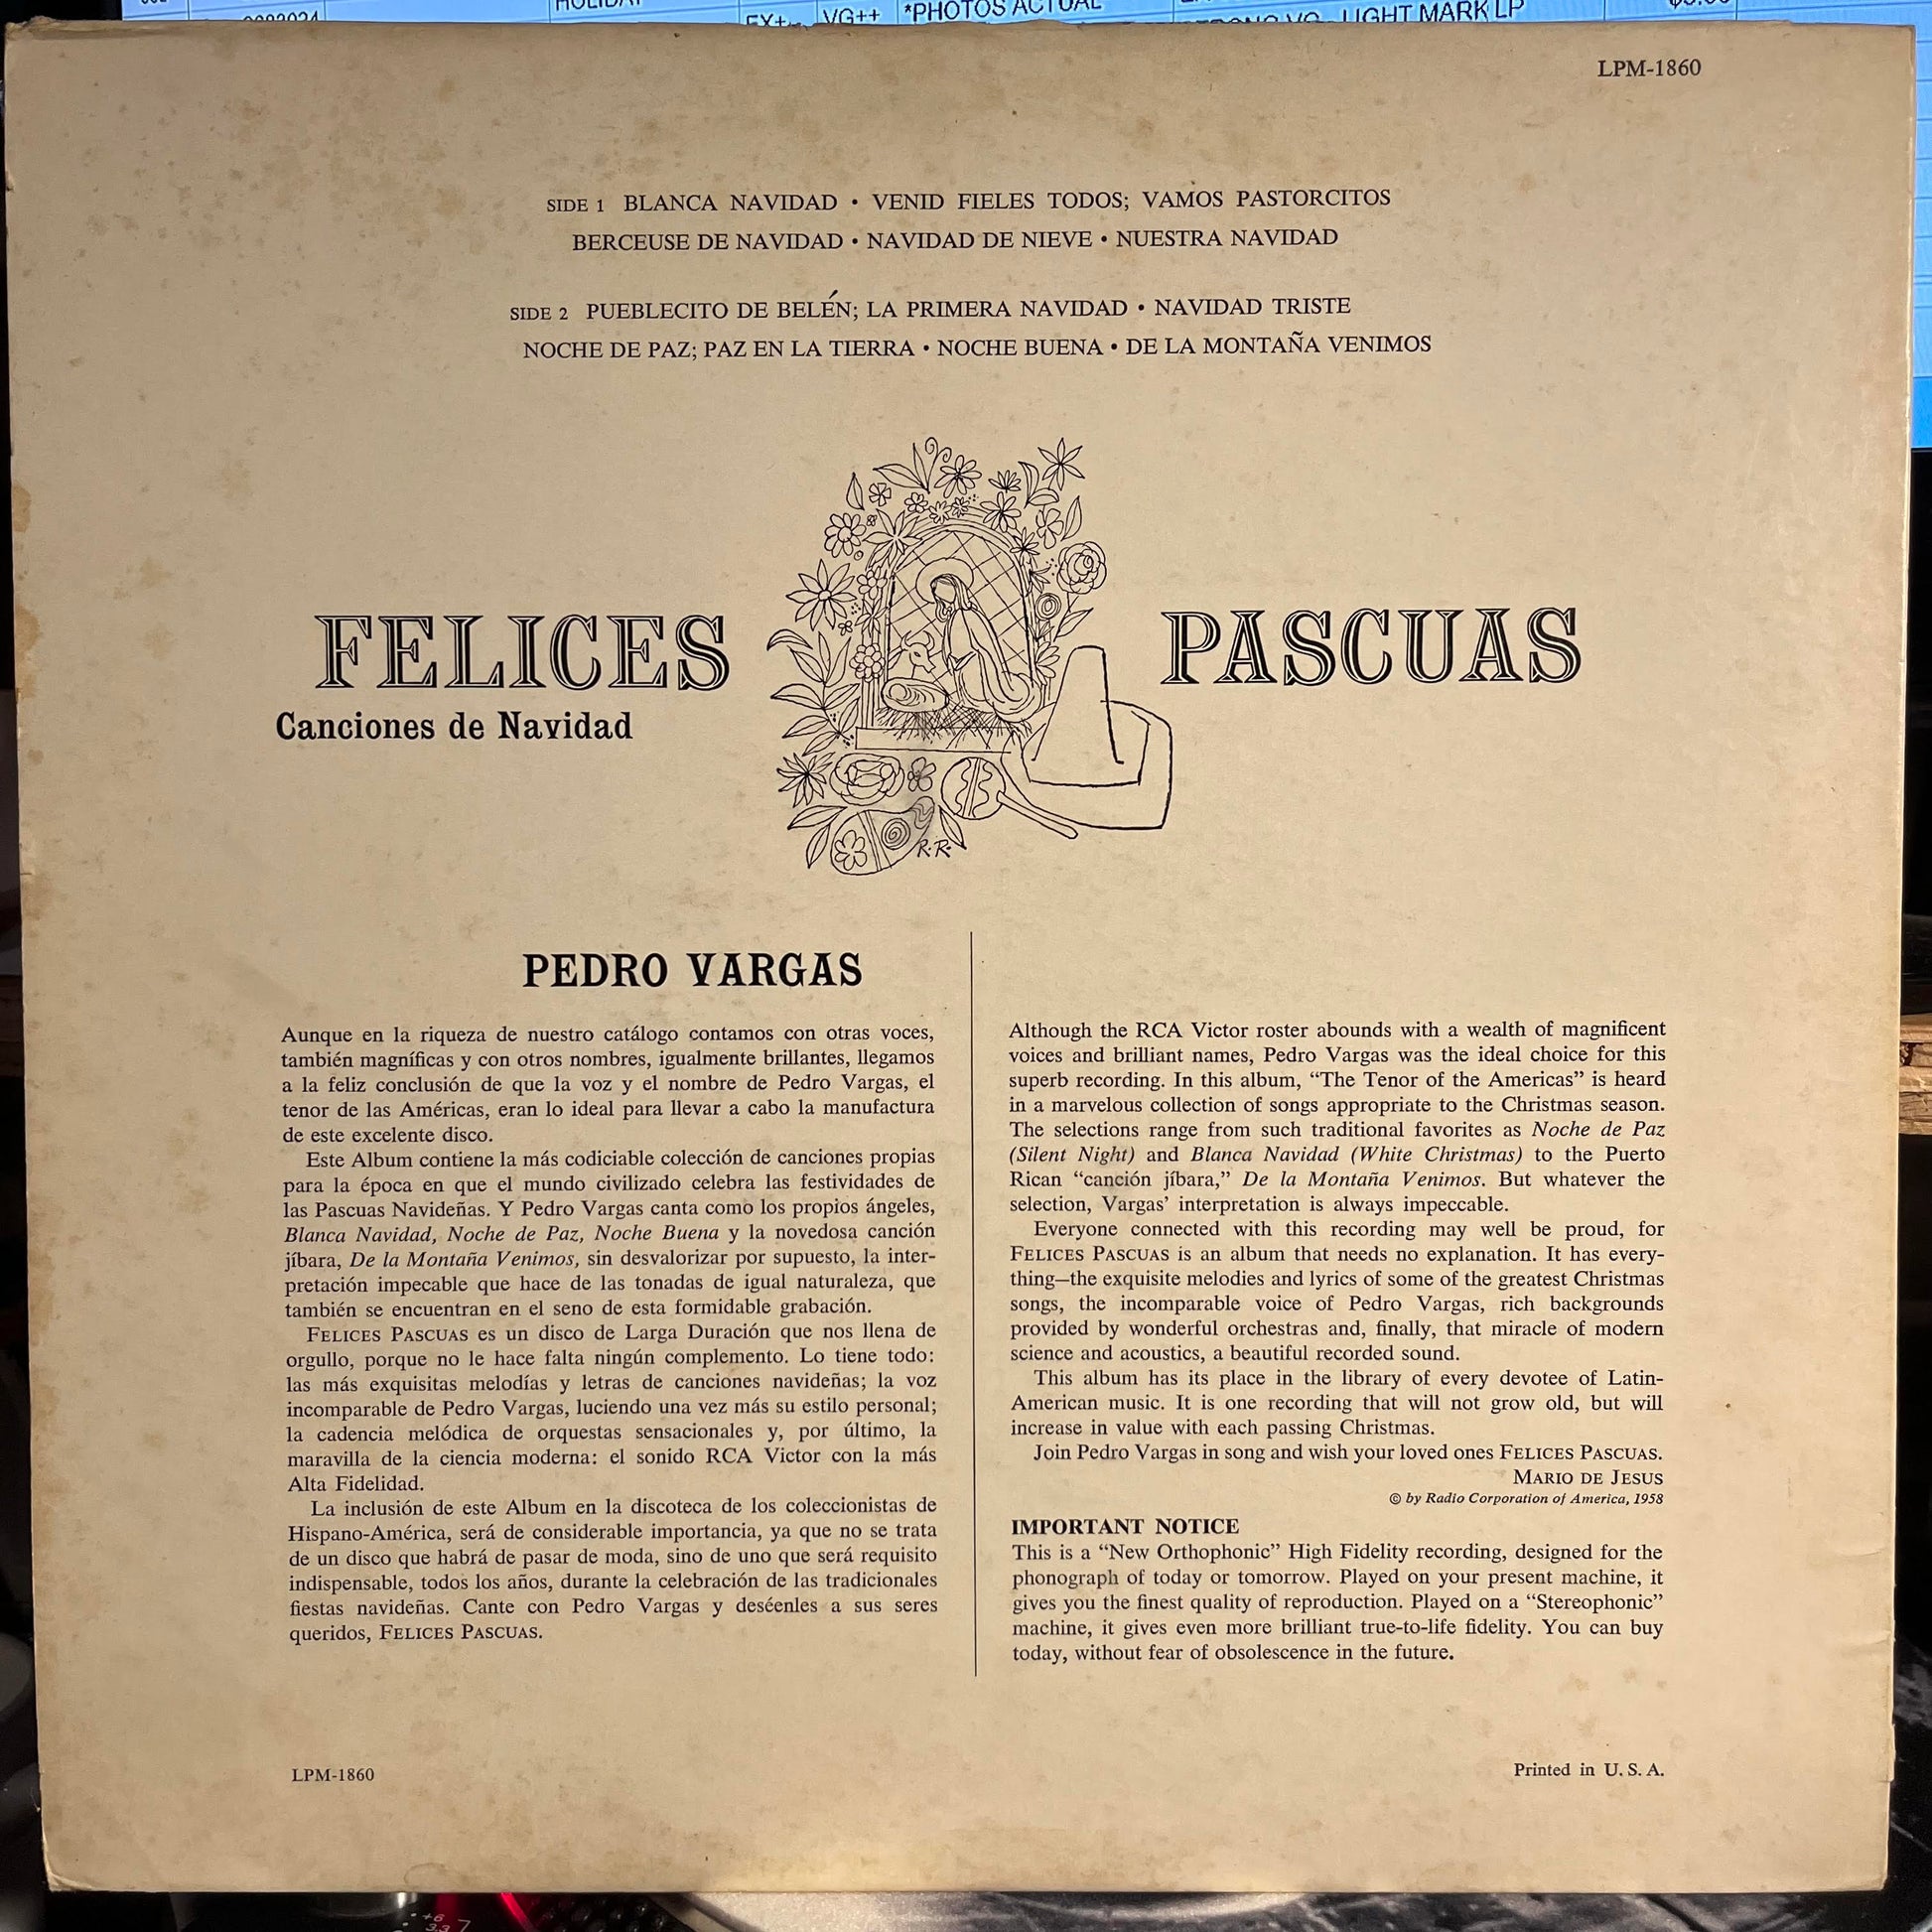 HOLIDAY
EX+
VG++
*PHOTOS ACTUAL
LIGHT MARK LP
LPM-1860
SIDE 1 BLANCA NAVIDAD • VENID FIELES TODOS; VAMOS PASTORCITOS
BERCEUSE DE NAVIDAD • NAVIDAD DE NIEVE • NUESTRA NAVIDAD
SIDE 2 PUEBLECITO DE BELÉN; LA PRIMERA NAVIDAD • NAVIDAD TRISTE
NOCHE DE PAZ; PAZ EN LA TIERRA • NOCHE BUENA • DE LA MONTAÑA VENIMOS
FELICES PASCUAS
Canciones de Navidad
R.R.
PEDRO VARGAS
Aunque en la riqueza de nuestro catálogo contamos con otras voces,
también magníficas y con otros nombres, igualmente brillantes, llegamos
a la feliz conclusión de que la voz y el nombre de Pedro Vargas, el
tenor de las Américas, eran lo ideal para llevar a cabo la manufactura
de este excelente disco.
Este Album contiene la más codiciable colección de canciones propias
para la época en que el mundo civilizado celebra las festividades de
las Pascuas Navideñas. Y Pedro Vargas canta como los propios ángeles,
Blanca Navidad, Noche de Paz, Noche Buena y la novedosa canción
jíbara, De la Montaña Venimos, sin desvalorizar por supuesto, la inter-
pretación impecable que hace de las tonadas de igual naturaleza, que
también se encuentran en el seno de esta formidable grabación.
FELICES PASCUAS es un disco de Larga Duración que nos llena de
orgullo, porque no le hace falta ningún complemento. Lo tiene todo:
las más exquisitas melodías y letras de canciones navideñas; la voz
incomparable de Pedro Vargas, luciendo una vez más su estilo personal;
la cadencia melódica de orquestas sensacionales y, por último, la
maravilla de la ciencia moderna: el sonido RCA Victor con la más
Alta Fidelidad.
La inclusión de este Album en la discoteca de los coleccionistas de
Hispano-América, será de considerable importancia, ya que no se trata
de un disco que habrá de pasar de moda, sino de uno que será requisito
indispensable, todos los años, durante la celebración de las tradicionales
fiestas navideñas. Cante con Pedro Vargas y deséenles a sus seres
queridos, FELICES PASCUAS.
Although the RCA Victor roster abounds with a wealth of magnificent
voices and brilliant names, Pedro Vargas was the ideal choice for this
superb recording. In this album, “The Tenor of the Americas” is heard
in a marvelous collection of songs appropriate to the Christmas season.
The selections range from such traditional favorites as Noche de Paz
(Silent Night) and Blanca Navidad (White Christmas) to the Puerto
Rican “canción jíbara,” De la Montaña Venimos. But whatever the
selection, Vargas’ interpretation is always impeccable.
Everyone connected with this recording may well be proud, for
FELICES PASCUAS is an album that needs no explanation. It has every-
thing—the exquisite melodies and lyrics of some of the greatest Christmas
songs, the incomparable voice of Pedro Vargas, rich backgrounds
provided by wonderful orchestras and, finally, that miracle of modern
science and acoustics, a beautiful recorded sound.
This album has its place in the library of every devotee of Latin-
American music. It is one recording that will not grow old, but will
increase in value with each passing Christmas.
Join Pedro Vargas in song and wish your loved ones FELICES PASCUAS.
MARIO DE JESUS
© by Radio Corporation of America, 1958
IMPORTANT NOTICE
This is a “New Orthophonic” High Fidelity recording, designed for the
phonograph of today or tomorrow. Played on your present machine, it
gives you the finest quality of reproduction. Played on a “Stereophonic”
machine, it gives even more brilliant true-to-life fidelity. You can buy
today, without fear of obsolescence in the future.
LPM-1860
Printed in U. S. A.
+6
3.3